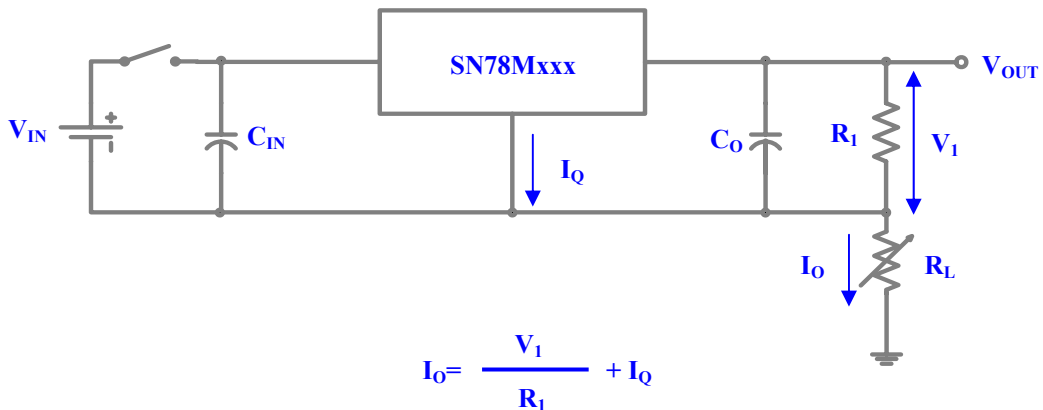 SN78Mxxx
V_OUT
+
V_IN
C_IN
I_Q
C_O
R_1
V_1
I_O
R_L
I_O= V_1 / R_1 + I_Q